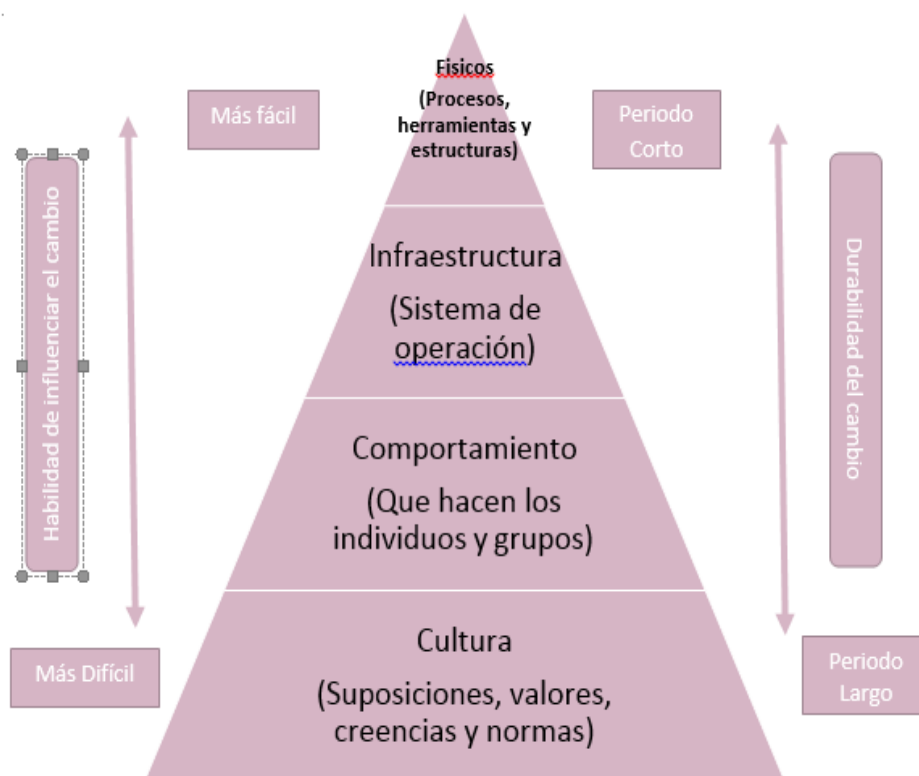 Fisicos
(Procesos,
herramientas y
estructuras)
Más fácil
Periodo
Corto
Habilidad de influenciar el cambio
Durabilidad del cambio
Infraestructura
(Sistema de
operación)
Comportamiento
(Que hacen los
individuos y grupos)
Cultura
(Suposiciones, valores,
creencias y normas)
Más Difícil
Periodo
Largo